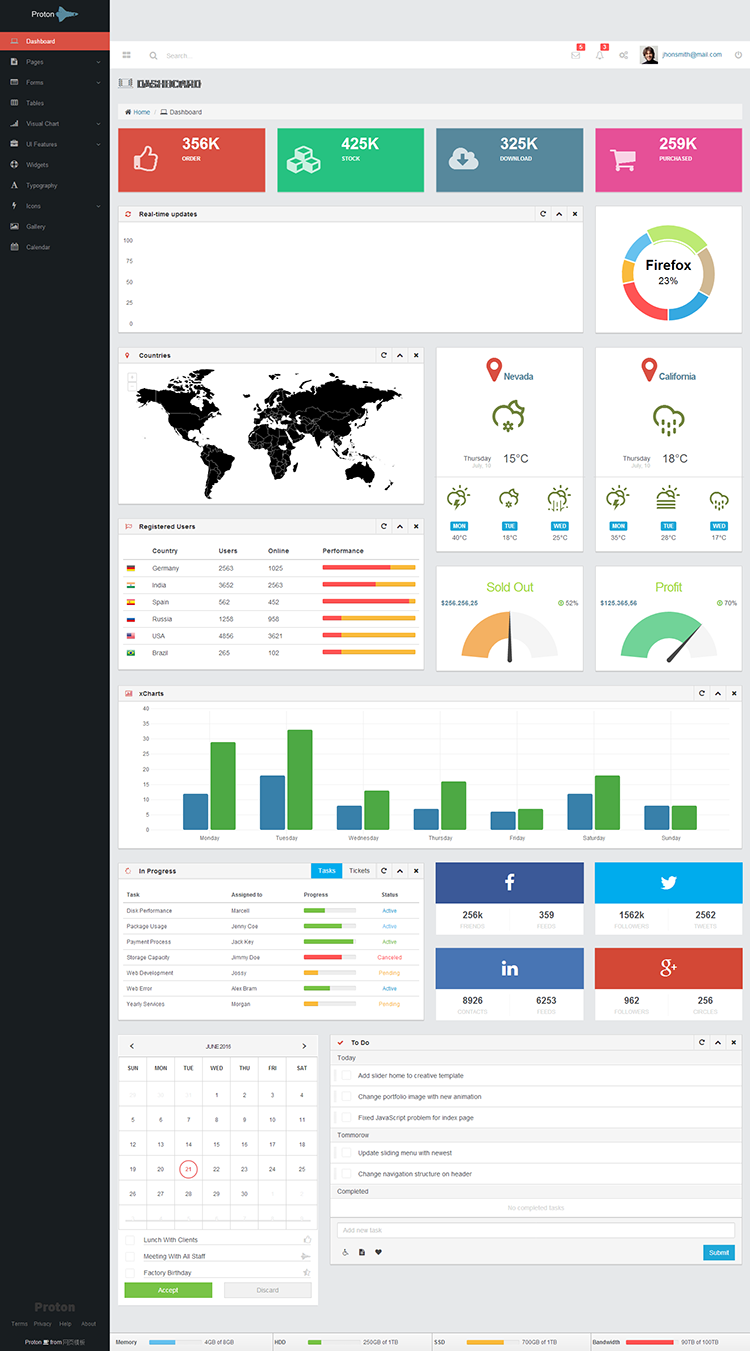 Proton
Dashboard
Pages
Forms
Tables
Visual Chart
UI Features
Widgets
Typography
Icons
Gallery
Calendar
Search...
5
3
jhonsmith@mail.com
DASHBOARD
Home / Dashboard
356K
ORDER
425K
STOCK
325K
DOWNLOAD
259K
PURCHASED
Real-time updates
100
75
50
25
0
Firefox
23%
Countries
+
Nevada
Thursday
July, 10
15°C
MON TUE WED
40°C 18°C 25°C
California
Thursday
July, 10
18°C
MON TUE WED
35°C 28°C 17°C
Registered Users
Country Users Online Performance
Germany 2563 1025
India 3652 2563
Spain 562 452
Russia 1258 958
USA 4856 3621
Brazil 265 102
Sold Out
$256.256,25 52%
Profit
$125.365,56 70%
xCharts
40
35
30
25
20
15
10
5
0
Monday Tuesday Wednesday Thursday Friday Saturday Sunday
In Progress Tasks Tickets
Task Assigned to Progress Status
Disk Performance Marcell Active
Package Usage Jenny Coe Active
Payment Process Jack Key Active
Storage Capacity Jimmy Doe Canceled
Web Development Jossy Pending
Web Error Alex Bram Active
Yearly Services Morgan Pending
256k 359
FRIENDS FEEDS
1562k 2562
FOLLOWERS TWEETS
in
8926 6253
CONTACTS FEEDS
g+
962 256
FOLLOWERS CIRCLES
JUNE 2016
SUN MON TUE WED THU FRI SAT
29 30 31 1 2 3 4
5 6 7 8 9 10 11
12 13 14 15 16 17 18
19 20 21 22 23 24 25
26 27 28 29 30 1 2
Lunch With Clients
Meeting With All Staff
Factory Birthday
Accept Discard
To Do
Today
Add slider home to creative template
Change portfolio image with new animation
Fixed JavaScript problem for index page
Tommorow
Update sliding menu with newest
Change navigation structure on header
Completed
No completed tasks
Add new task
Submit
Proton
Terms Privacy Help About
Proton from 网页模板
Memory 4GB of 8GB HDD 250GB of 1TB SSD 700GB of 1TB Bandwidth 90TB of 100TB